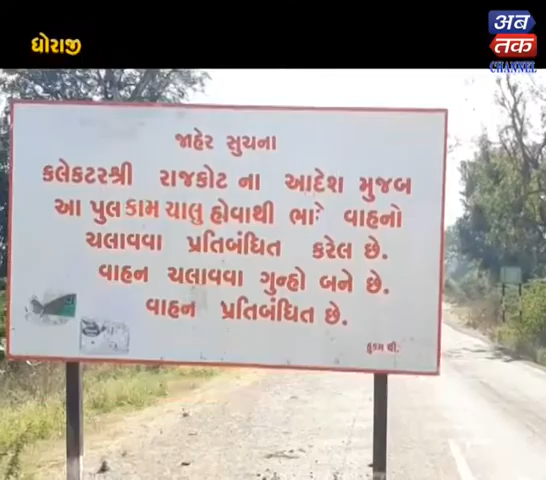 ધોરાજી
અબ
તક
CHANNEL
જાહેર સુચના
કલેકટરશ્રી રાજકોટ ના આદેશ મુજબ
આ પુલ કામ ચાલુ હોવાથી ભારે વાહનો
ચલાવવા પ્રતિબંધિત કરેલ છે.
વાહન ચલાવવા ગુન્હો બને છે.
વાહન પ્રતિબંધિત છે.
હુકમ થી.